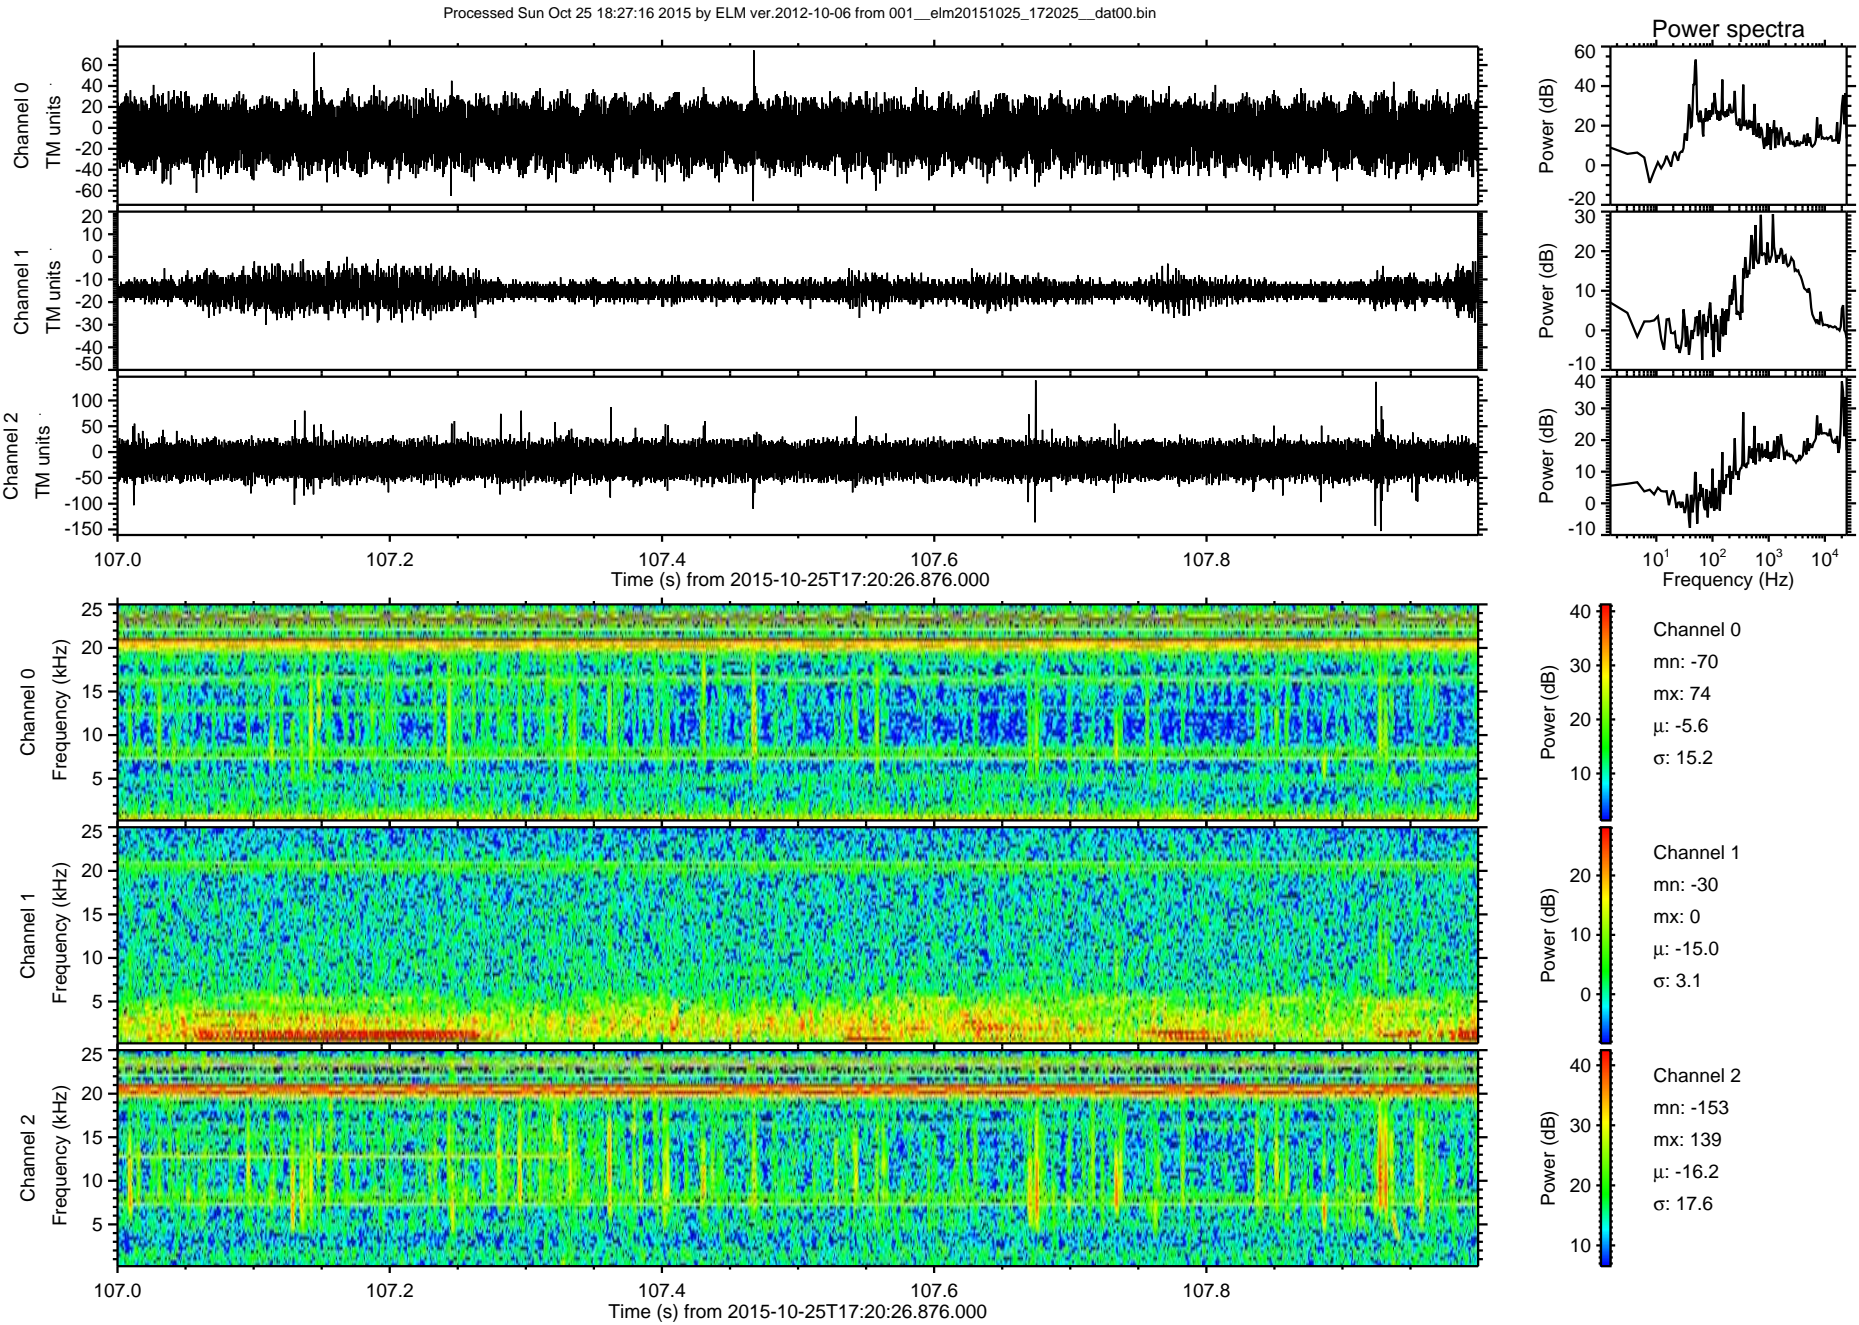 Processed Sun Oct 25 18:27:16 2015 by ELM ver.2012-10-06 from 001__elm20151025_172025__dat00.bin
Power spectra
Channel 0
TM units
60
40
20
0
-20
-40
-60
Power (dB)
60
40
20
0
-20
Channel 1
TM units
20
10
0
-10
-20
-30
-40
-50
Power (dB)
30
20
10
0
-10
Channel 2
TM units
100
50
0
-50
-100
-150
Power (dB)
40
30
20
10
0
-10
107.0 107.2 107.4 107.6 107.8
Time (s) from 2015-10-25T17:20:26.876.000
10^1 10^2 10^3 10^4
Frequency (Hz)
Channel 0
Frequency (kHz)
25
20
15
10
5
Power (dB)
40
30
20
10
Channel 0
mn: -70
mx: 74
μ: -5.6
σ: 15.2
Channel 1
Frequency (kHz)
25
20
15
10
5
Power (dB)
20
10
0
Channel 1
mn: -30
mx: 0
μ: -15.0
σ: 3.1
Channel 2
Frequency (kHz)
25
20
15
10
5
Power (dB)
40
30
20
10
Channel 2
mn: -153
mx: 139
μ: -16.2
σ: 17.6
107.0 107.2 107.4 107.6 107.8
Time (s) from 2015-10-25T17:20:26.876.000